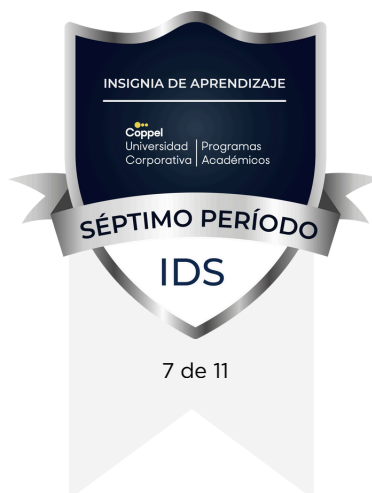 INSIGNIA DE APRENDIZAJE
Coppel
Universidad | Programas
Corporativa | Académicos
SÉPTIMO PERÍODO
IDS
7 de 11